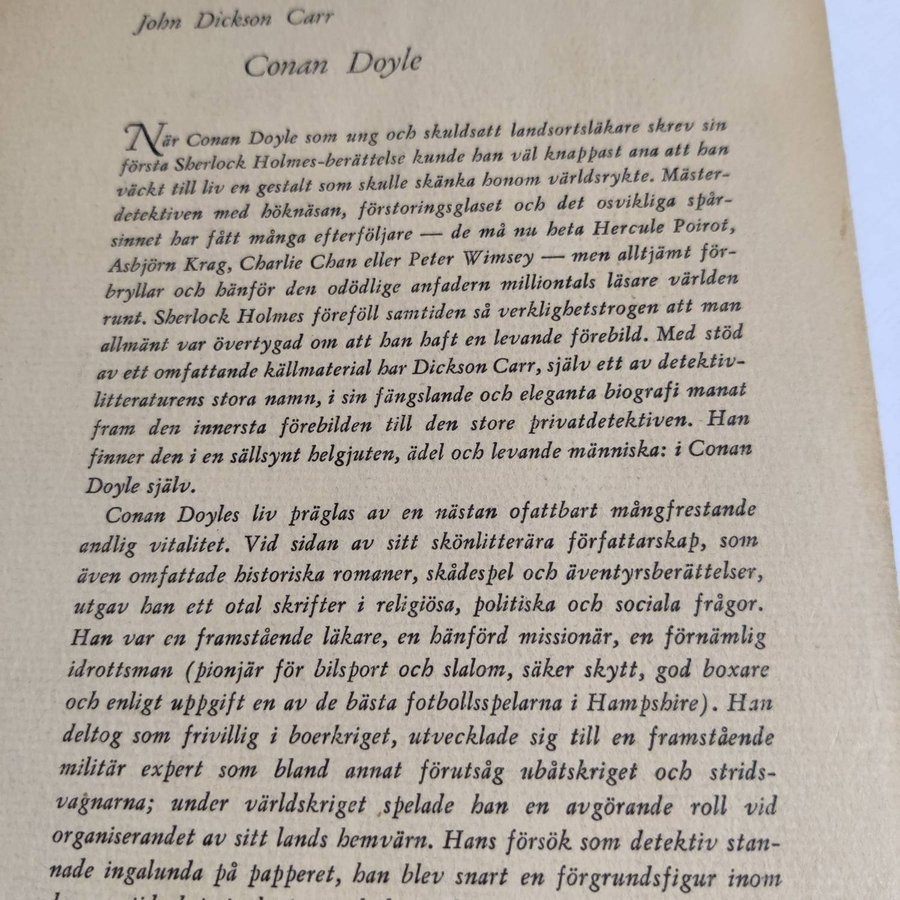 John Dickson Carr
Conan Doyle
När Conan Doyle som ung och skuldsatt landsortsläkare skrev sin
första Sherlock Holmes-berättelse kunde han väl knappast ana att han
väckt till liv en gestalt som skulle skänka honom världsrykte. Mäster-
detektiven med höknäsan, förstoringsglaset och det osvikliga spår-
sinnet har fått många efterföljare — de må nu heta Hercule Poirot,
Asbjörn Krag, Charlie Chan eller Peter Wimsey — men alltjämt för-
bryllar och hänför den odödlige anfadern milliontals läsare världen
runt. Sherlock Holmes föreföll samtiden så verklighetstrogen att man
allmänt var övertygad om att han haft en levande förebild. Med stöd
av ett omfattande källmaterial har Dickson Carr, själv ett av detektiv-
litteraturens stora namn, i sin fängslande och eleganta biografi manat
fram den innersta förebilden till den store privatdetektiven. Han
finner den i en sällsynt helgjuten, ädel och levande människa: i Conan
Doyle själv.
Conan Doyles liv präglas av en nästan ofattbart mångfrestande
andlig vitalitet. Vid sidan av sitt skönlitterära författarskap, som
även omfattade historiska romaner, skådespel och äventyrsberättelser,
utgav han ett otal skrifter i religiösa, politiska och sociala frågor.
Han var en framstående läkare, en hänförd missionär, en förnämlig
idrottsman (pionjär för bilsport och slalom, säker skytt, god boxare
och enligt uppgift en av de bästa fotbollsspelarna i Hampshire). Han
deltog som frivillig i boerkriget, utvecklade sig till en framstående
militär expert som bland annat förutsåg ubåtskriget och strids-
vagnarna; under världskriget spelade han en avgörande roll vid
organiserandet av sitt lands hemvärn. Hans försök som detektiv stan-
nade ingalunda på papperet, han blev snart en förgrundsfigur inom